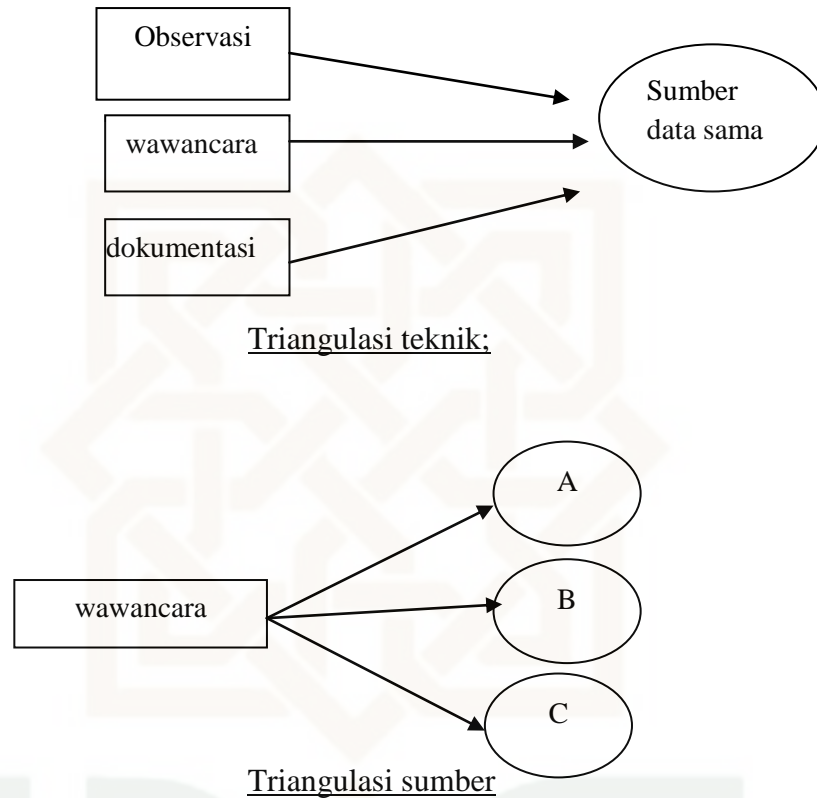 Observasi
Sumber
data sama
wawancara
dokumentasi
Triangulasi teknik;
A
wawancara
B
C
Triangulasi sumber